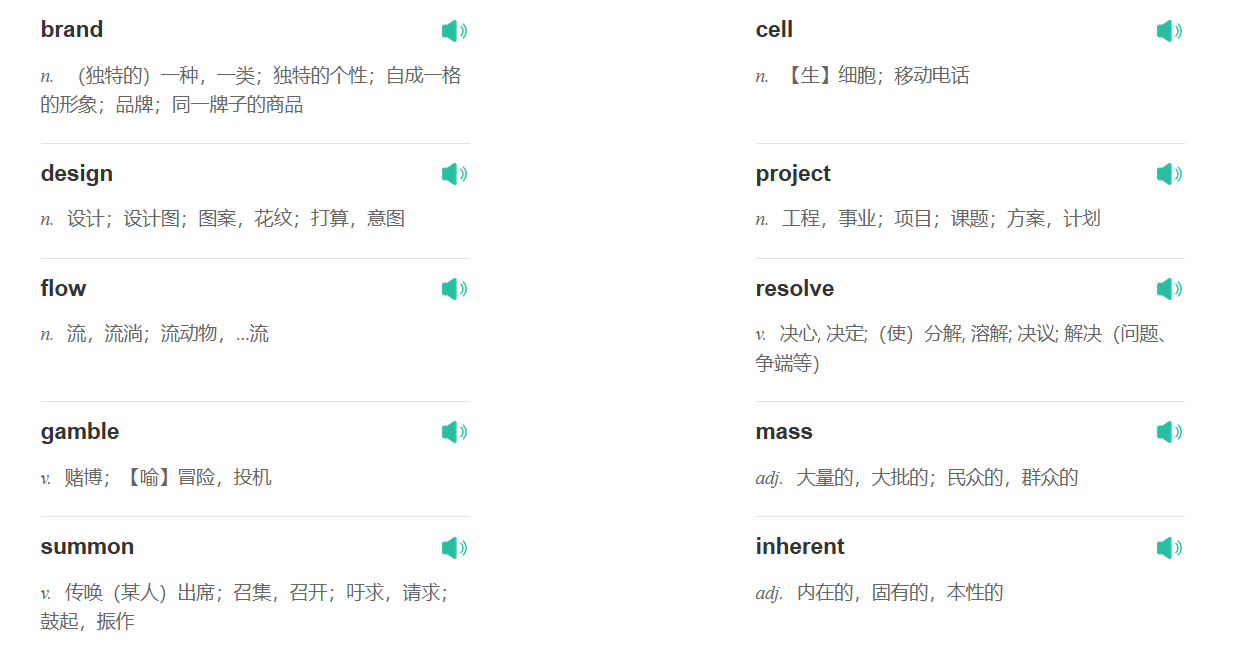 brand
n. （独特的）一种，一类；独特的个性；自成一格
的形象；品牌；同一牌子的商品
cell
n. 【生】细胞；移动电话
design
n. 设计；设计图；图案，花纹；打算，意图
project
n. 工程，事业；项目；课题；方案，计划
flow
n. 流，流淌；流动物，...流
resolve
v. 决心, 决定;（使）分解, 溶解; 决议; 解决（问题、
争端等）
gamble
v. 赌博；【喻】冒险，投机
mass
adj. 大量的，大批的；民众的，群众的
summon
v. 传唤（某人）出席；召集，召开；吁求，请求；
鼓起，振作
inherent
adj. 内在的，固有的，本性的